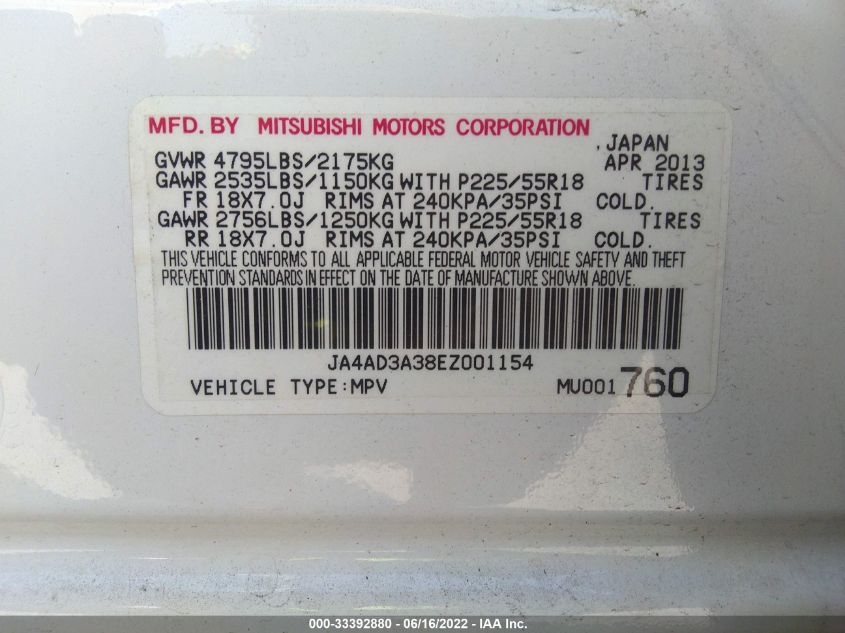 MFD. BY MITSUBISHI MOTORS CORPORATION
, JAPAN
GVWR 4795LBS/2175KG APR 2013
GAWR 2535LBS/1150KG WITH P225/55R18 TIRES
FR 18X7.0J RIMS AT 240KPA/35PSI COLD.
GAWR 2756LBS/1250KG WITH P225/55R18 TIRES
RR 18X7.0J RIMS AT 240KPA/35PSI COLD.
THIS VEHICLE CONFORMS TO ALL APPLICABLE FEDERAL MOTOR VEHICLE SAFETY AND THEFT
PREVENTION STANDARDS IN EFFECT ON THE DATE OF MANUFACTURE SHOWN ABOVE.
JA4AD3A38EZ001154
VEHICLE TYPE:MPV MU001760
000-33392880 - 06/16/2022 - IAA Inc.